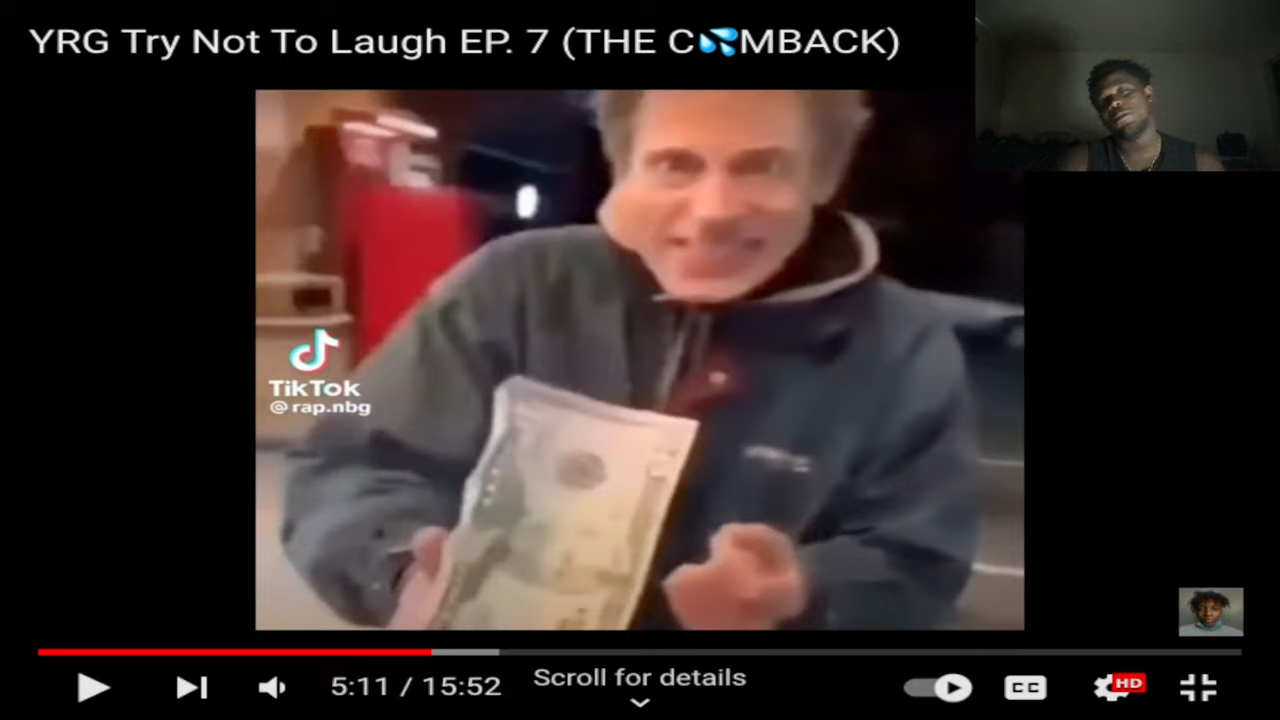 YRG Try Not To Laugh EP. 7 (THE C💦MBACK)
TikTok
@rap.nbg
5:11 / 15:52
Scroll for details
CC
HD